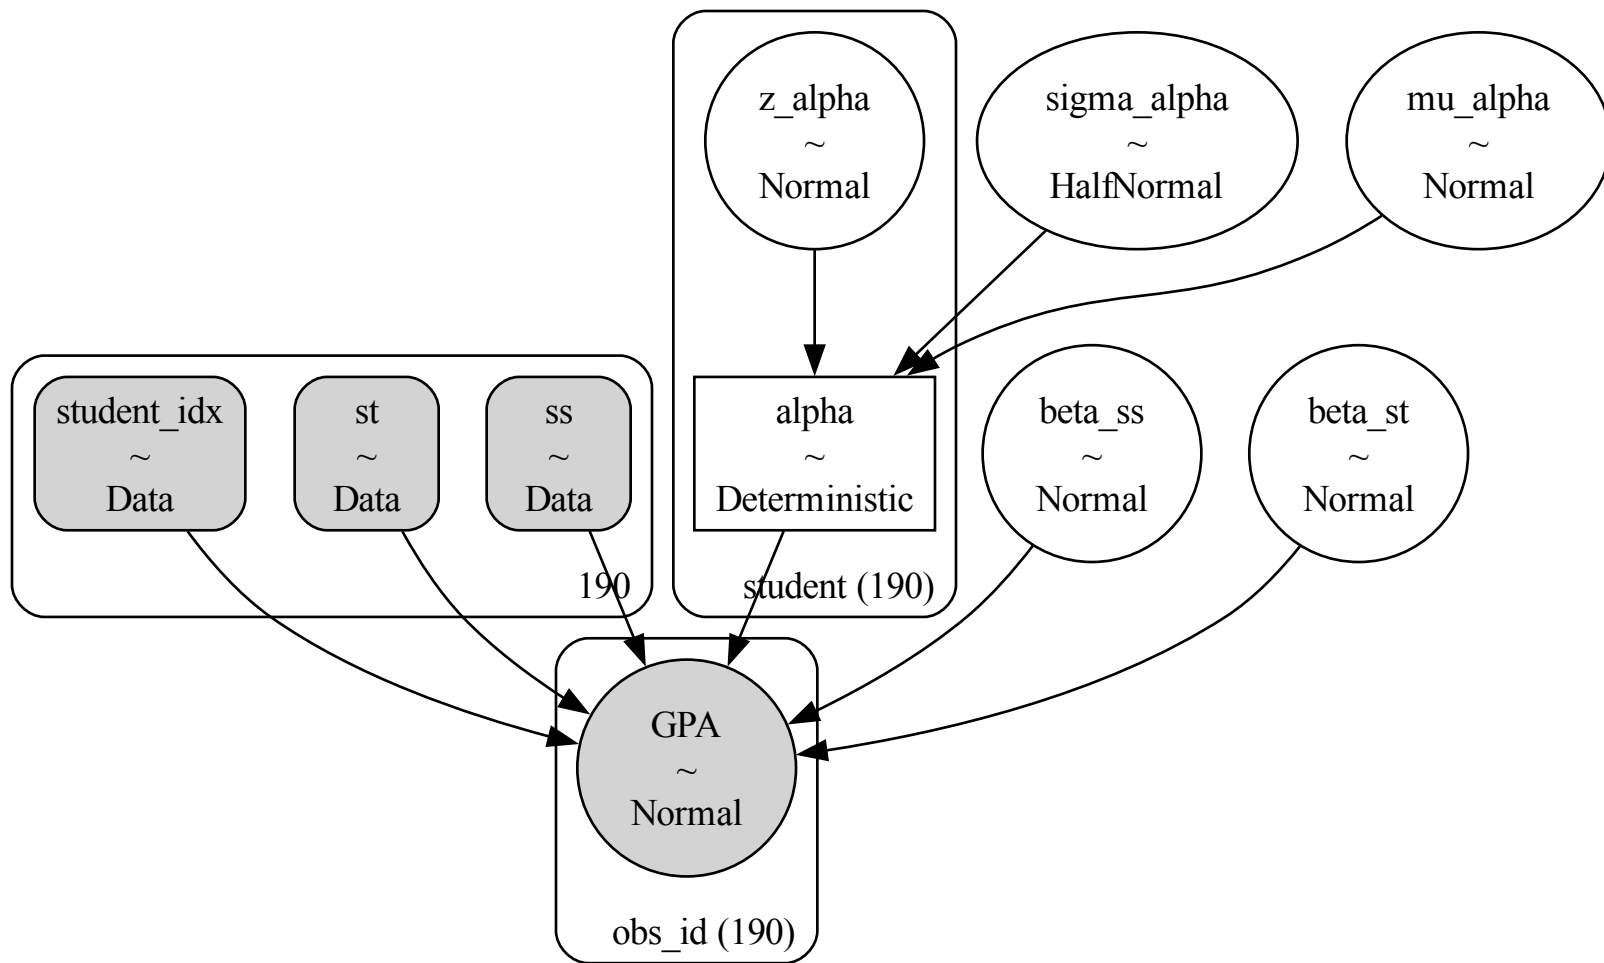 z_alpha
~
Normal
sigma_alpha
~
HalfNormal
mu_alpha
~
Normal
student_idx
~
Data
st
~
Data
ss
~
Data
alpha
~
Deterministic
beta_ss
~
Normal
beta_st
~
Normal
190
student (190)
GPA
~
Normal
obs_id (190)